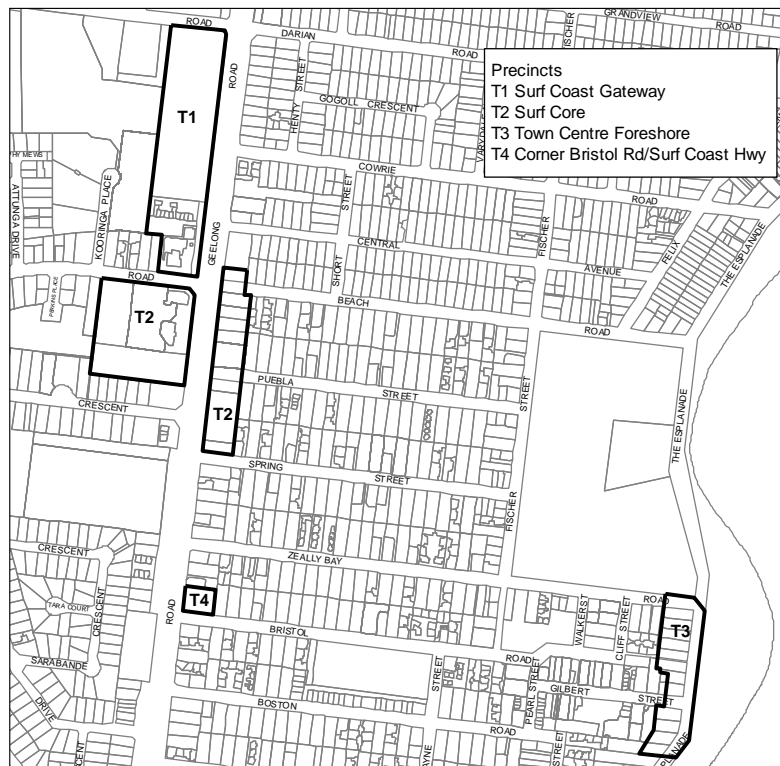 GRANDVIEW
ROAD
FISCHER
ROAD
DARIAN
STREET
ROAD
ROAD
Precincts
T1 Surf Coast Gateway
T2 Surf Core
T3 Town Centre Foreshore
T4 Corner Bristol Rd/Surf Coast Hwy
T1
GOGOLL CRESCENT
HENTY
COWRIE
ROAD
KOORINGA PLACE
ATTUNGA DRIVE
STREET
FISCHER
FELIX
THE ESPLANADE
GEELONG
CENTRAL
AVENUE
SHORT
ROAD
BEACH
ROAD
T2
PUEBLA
STREET
STREET
CRESCENT
T2
THE ESPLANADE
SPRING
STREET
FISCHER
CRESCENT
ZEALLY BAY
ROAD
TARA COURT
CRESCENT
ROAD
T4
WALKER ST
CLIFF STREET
T3
BRISTOL
ROAD
SARABANDE
STREET
PEARL STREET
GILBERT
STREET
DRIVE
BOSTON
ROAD
STREET